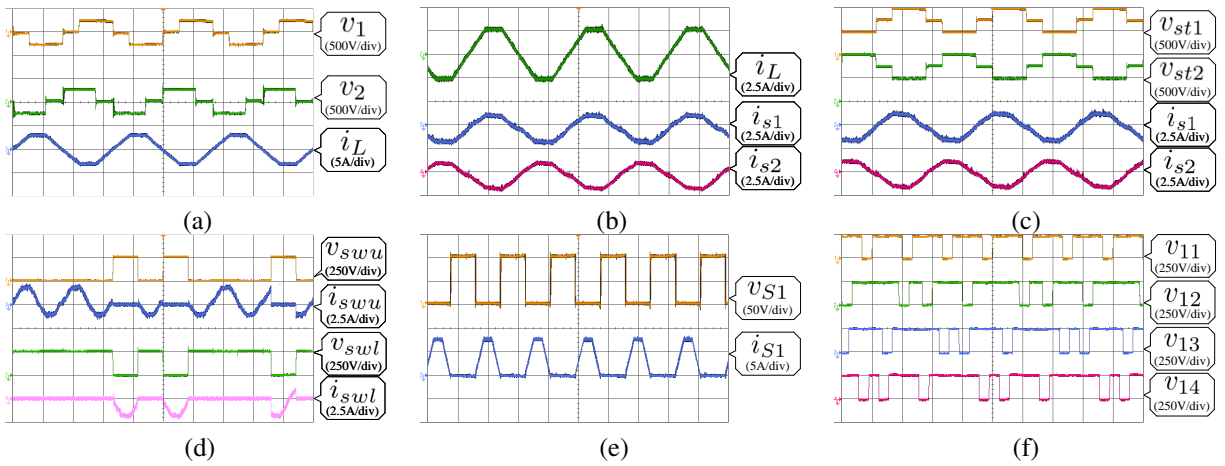 v1
(500V/div)
v2
(500V/div)
iL
(5A/div)
(a)
iL
(2.5A/div)
is1
(2.5A/div)
is2
(2.5A/div)
(b)
vst1
(500V/div)
vst2
(500V/div)
is1
(2.5A/div)
is2
(2.5A/div)
(c)
vswu
(250V/div)
iswu
(2.5A/div)
vswl
(250V/div)
iswl
(2.5A/div)
(d)
vS1
(50V/div)
iS1
(5A/div)
(e)
v11
(250V/div)
v12
(250V/div)
v13
(250V/div)
v14
(250V/div)
(f)